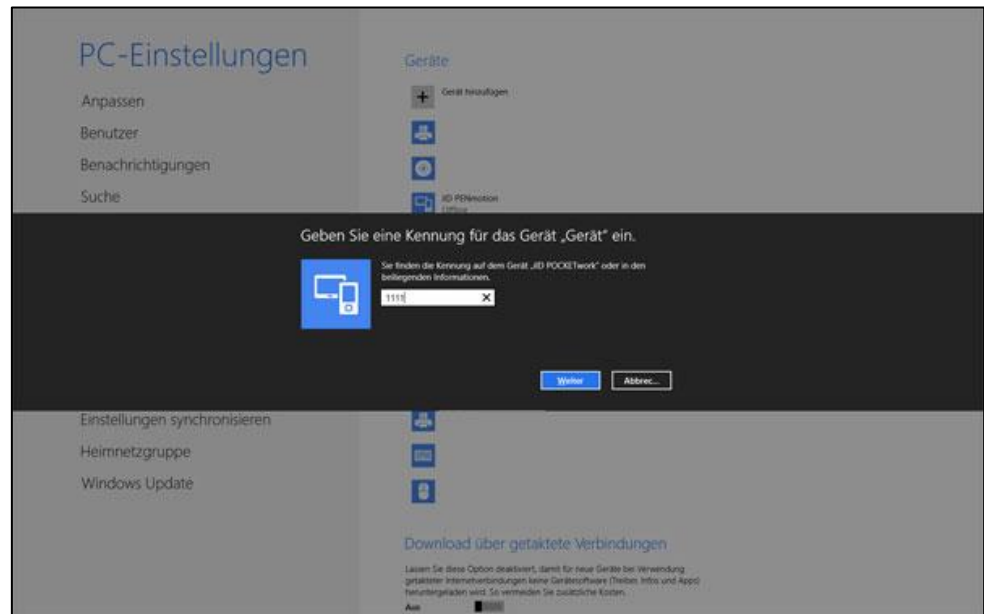 PC-Einstellungen
Anpassen
Benutzer
Benachrichtigungen
Suche
Geräte
Gerät hinzufügen
JID PENmotion
Offline
Geben Sie eine Kennung für das Gerät „Gerät“ ein.
Sie finden die Kennung auf dem Gerät „JID POCKETwork“ oder in den
beiliegenden Informationen.
1111
Weiter
Abbrec...
Einstellungen synchronisieren
Heimnetzgruppe
Windows Update
Download über getaktete Verbindungen
Lassen Sie diese Option deaktiviert, damit für neue Geräte bei Verwendung
getakteter Internetverbindungen keine Gerätesoftware (Treiber, Infos und Apps)
heruntergeladen wird. So vermeiden Sie zusätzliche Kosten.
Aus